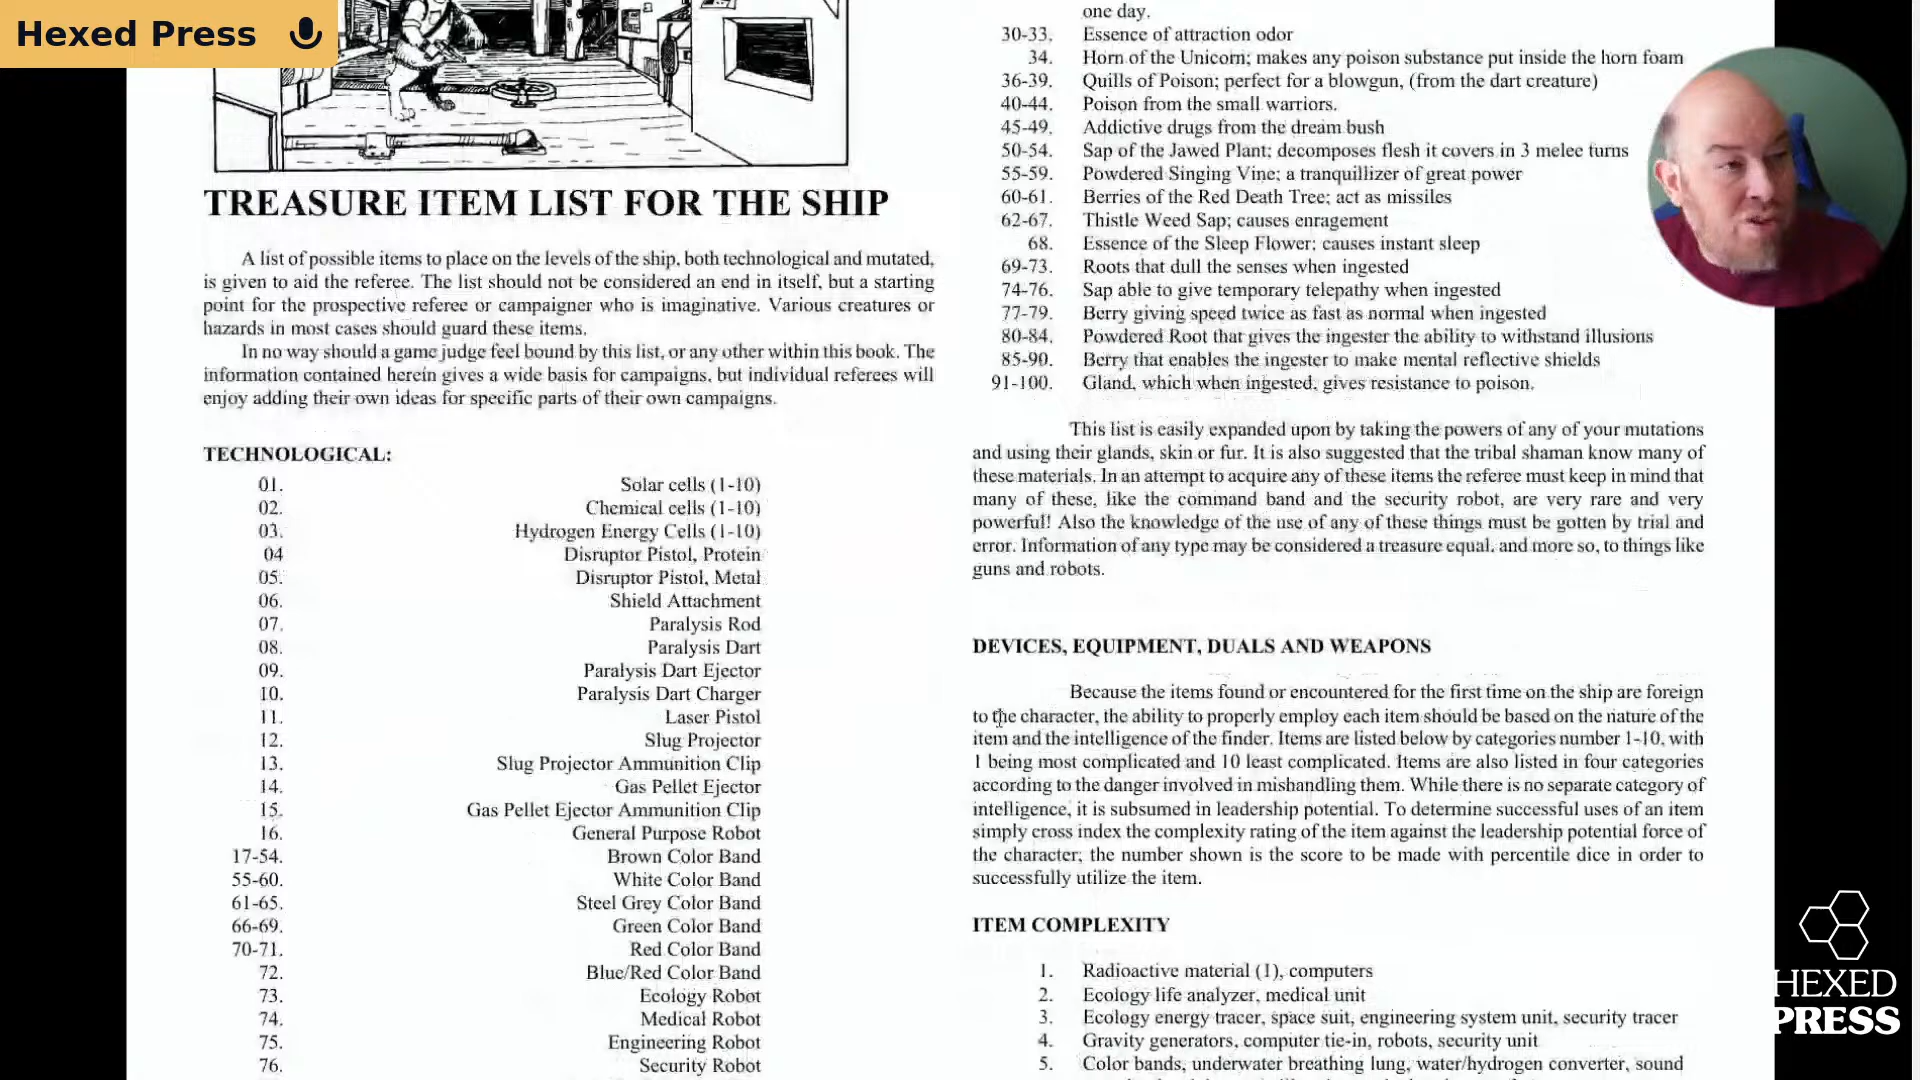 Hexed Press
TREASURE ITEM LIST FOR THE SHIP
A list of possible items to place on the levels of the ship, both technological and mutated,
is given to aid the referee. The list should not be considered an end in itself, but a starting
point for the prospective referee or campaigner who is imaginative. Various creatures or
hazards in most cases should guard these items.
In no way should a game judge feel bound by this list, or any other within this book. The
information contained herein gives a wide basis for campaigns, but individual referees will
enjoy adding their own ideas for specific parts of their own campaigns.
TECHNOLOGICAL:
01. Solar cells (1-10)
02. Chemical cells (1-10)
03. Hydrogen Energy Cells (1-10)
04 Disruptor Pistol, Protein
05. Disruptor Pistol, Metal
06. Shield Attachment
07. Paralysis Rod
08. Paralysis Dart
09. Paralysis Dart Ejector
10. Paralysis Dart Charger
11. Laser Pistol
12. Slug Projector
13. Slug Projector Ammunition Clip
14. Gas Pellet Ejector
15. Gas Pellet Ejector Ammunition Clip
16. General Purpose Robot
17-54. Brown Color Band
55-60. White Color Band
61-65. Steel Grey Color Band
66-69. Green Color Band
70-71. Red Color Band
72. Blue/Red Color Band
73. Ecology Robot
74. Medical Robot
75. Engineering Robot
76. Security Robot
one day.
30-33. Essence of attraction odor
34. Horn of the Unicorn; makes any poison substance put inside the horn foam
36-39. Quills of Poison; perfect for a blowgun, (from the dart creature)
40-44. Poison from the small warriors.
45-49. Addictive drugs from the dream bush
50-54. Sap of the Jawed Plant; decomposes flesh it covers in 3 melee turns
55-59. Powdered Singing Vine; a tranquillizer of great power
60-61. Berries of the Red Death Tree; act as missiles
62-67. Thistle Weed Sap; causes enragement
68. Essence of the Sleep Flower; causes instant sleep
69-73. Roots that dull the senses when ingested
74-76. Sap able to give temporary telepathy when ingested
77-79. Berry giving speed twice as fast as normal when ingested
80-84. Powdered Root that gives the ingester the ability to withstand illusions
85-90. Berry that enables the ingester to make mental reflective shields
91-100. Gland, which when ingested, gives resistance to poison.
This list is easily expanded upon by taking the powers of any of your mutations
and using their glands, skin or fur. It is also suggested that the tribal shaman know many of
these materials. In an attempt to acquire any of these items the referee must keep in mind that
many of these, like the command band and the security robot, are very rare and very
powerful! Also the knowledge of the use of any of these things must be gotten by trial and
error. Information of any type may be considered a treasure equal, and more so, to things like
guns and robots.
DEVICES, EQUIPMENT, DUALS AND WEAPONS
Because the items found or encountered for the first time on the ship are foreign
to the character, the ability to properly employ each item should be based on the nature of the
item and the intelligence of the finder. Items are listed below by categories number 1-10, with
1 being most complicated and 10 least complicated. Items are also listed in four categories
according to the danger involved in mishandling them. While there is no separate category of
intelligence, it is subsumed in leadership potential. To determine successful uses of an item
simply cross index the complexity rating of the item against the leadership potential force of
the character; the number shown is the score to be made with percentile dice in order to
successfully utilize the item.
ITEM COMPLEXITY
1. Radioactive material (1), computers
2. Ecology life analyzer, medical unit
3. Ecology energy tracer, space suit, engineering system unit, security tracer
4. Gravity generators, computer tie-in, robots, security unit
5. Color bands, underwater breathing lung, water/hydrogen converter, sound
HEXED
PRESS